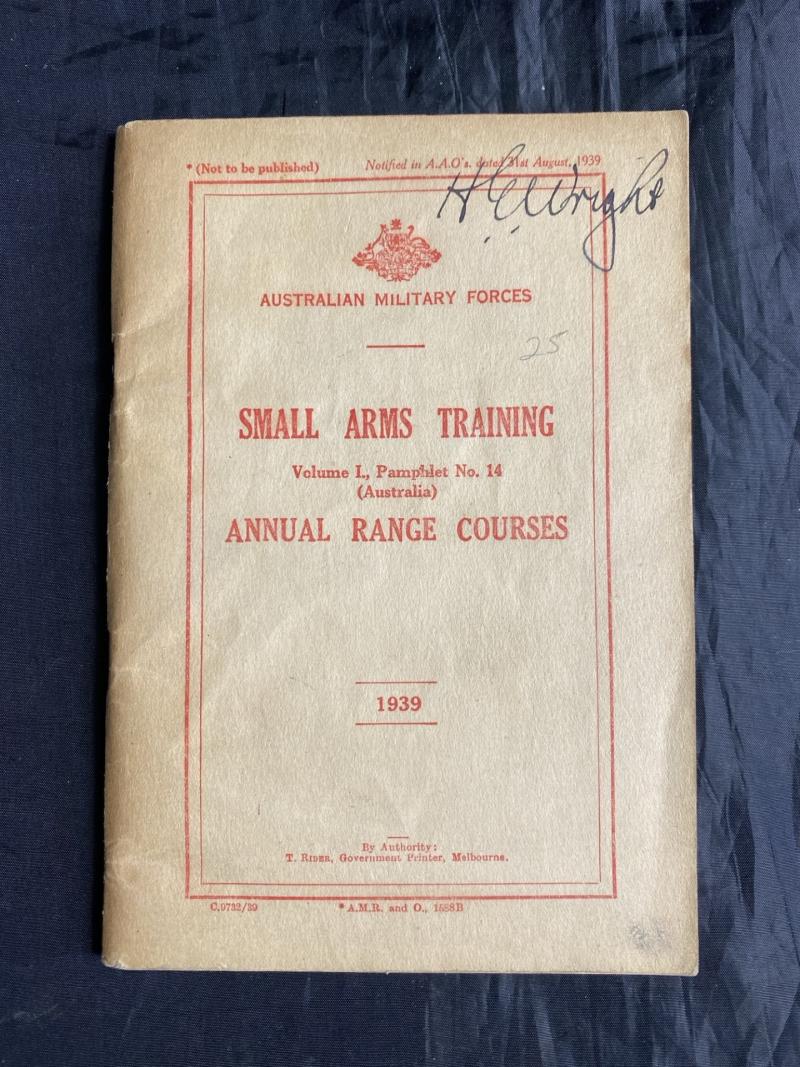 * (Not to be published) Notified in A.A.O's. dated 31st August, 1939
H E Wright
AUSTRALIAN MILITARY FORCES
25
SMALL ARMS TRAINING
Volume I., Pamphlet No. 14
(Australia)
ANNUAL RANGE COURSES
1939
By Authority:
T. RIDER, Government Printer, Melbourne.
C.9732/39 * A.M.R. and O., 1588B